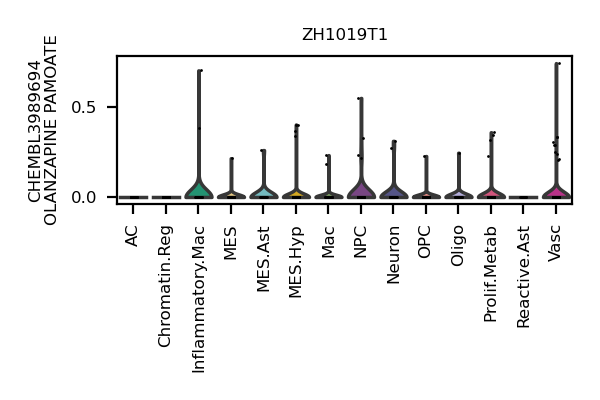 ZH1019T1
CHEMBL3989694
OLANZAPINE PAMOATE
0.5
0.0
AC
Chromatin.Reg
Inflammatory.Mac
MES
MES.Ast
MES.Hyp
Mac
NPC
Neuron
OPC
Oligo
Prolif.Metab
Reactive.Ast
Vasc